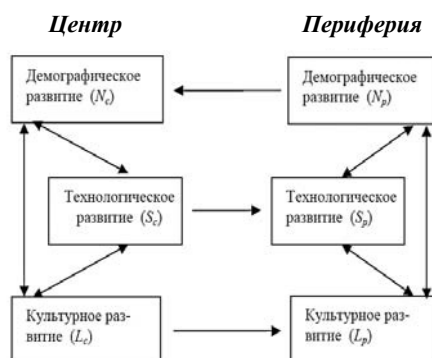 Центр
Периферия
Демографическое
развитие (Nc)
Демографическое
развитие (Np)
Технологическое
развитие (Sc)
Технологическое
развитие (Sp)
Культурное раз-
витие (Lc)
Культурное раз-
витие (Lp)